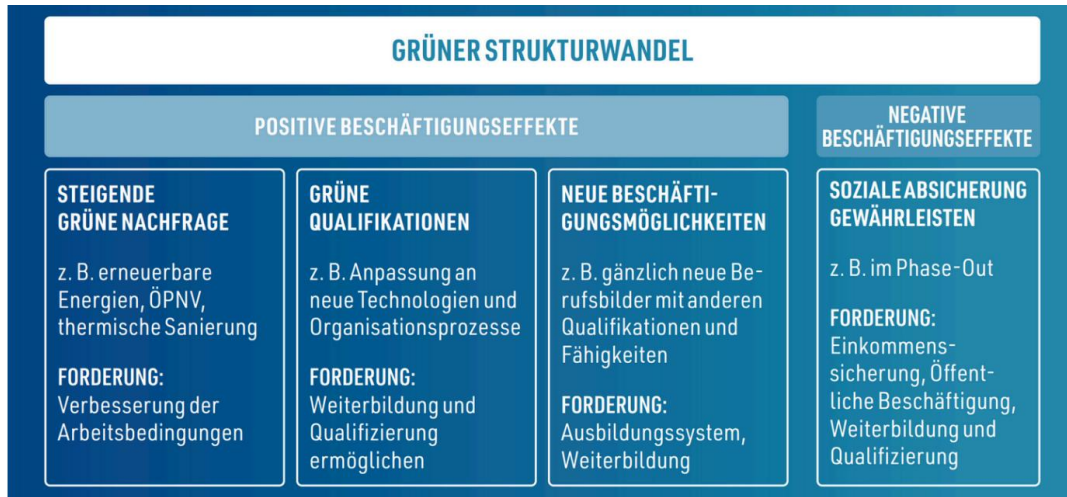 GRÜNER STRUKTURWANDEL
POSITIVE BESCHÄFTIGUNGSEFFEKTE
NEGATIVE
BESCHÄFTIGUNGSEFFEKTE
STEIGENDE
GRÜNE NACHFRAGE
z. B. erneuerbare
Energien, ÖPNV,
thermische Sanierung
FORDERUNG:
Verbesserung der
Arbeitsbedingungen
GRÜNE
QUALIFIKATIONEN
z. B. Anpassung an
neue Technologien und
Organisationsprozesse
FORDERUNG:
Weiterbildung und
Qualifizierung
ermöglichen
NEUE BESCHÄFTI-
GUNGSMÖGLICHKEITEN
z. B. gänzlich neue Be-
rufsbilder mit anderen
Qualifikationen und
Fähigkeiten
FORDERUNG:
Ausbildungssystem,
Weiterbildung
SOZIALE ABSICHERUNG
GEWÄHRLEISTEN
z. B. im Phase-Out
FORDERUNG:
Einkommens-
sicherung, Öffent-
liche Beschäftigung,
Weiterbildung und
Qualifizierung